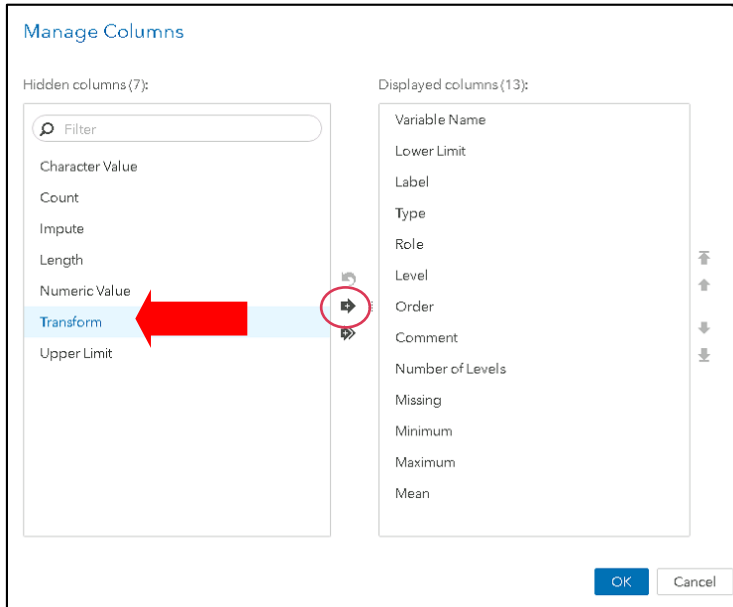 Manage Columns
Hidden columns (7):
Filter
Character Value
Count
Impute
Length
Numeric Value
Transform
Upper Limit
Displayed columns (13):
Variable Name
Lower Limit
Label
Type
Role
Level
Order
Comment
Number of Levels
Missing
Minimum
Maximum
Mean
OK
Cancel